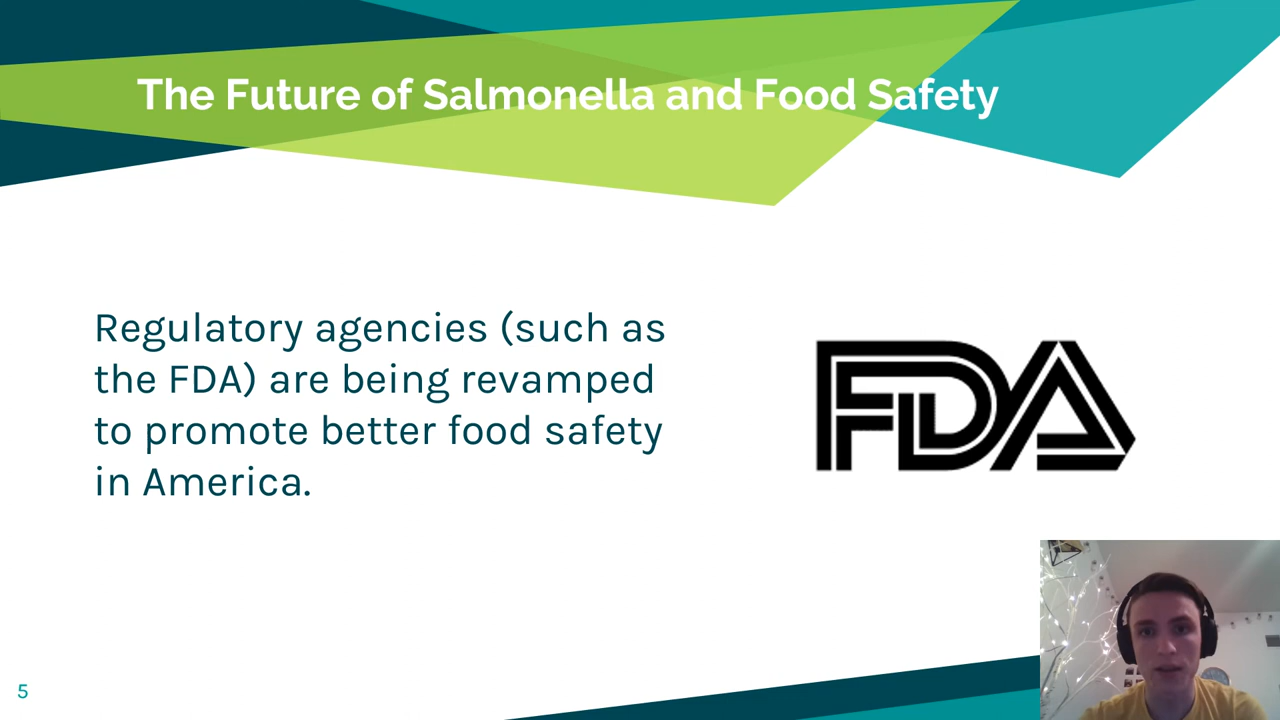 The Future of Salmonella and Food Safety
Regulatory agencies (such as
the FDA) are being revamped
to promote better food safety
in America.
FDA
5